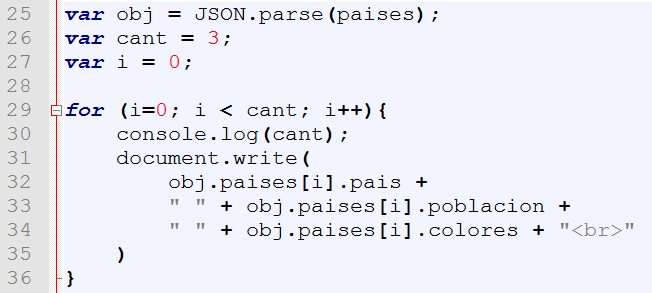 25 var obj = JSON.parse(paises);
26 var cant = 3;
27 var i = 0;
28
29 for (i=0; i < cant; i++){
30 console.log(cant);
31 document.write(
32 obj.paises[i].pais +
33 " " + obj.paises[i].poblacion +
34 " " + obj.paises[i].colores + "<br>"
35 )
36 }